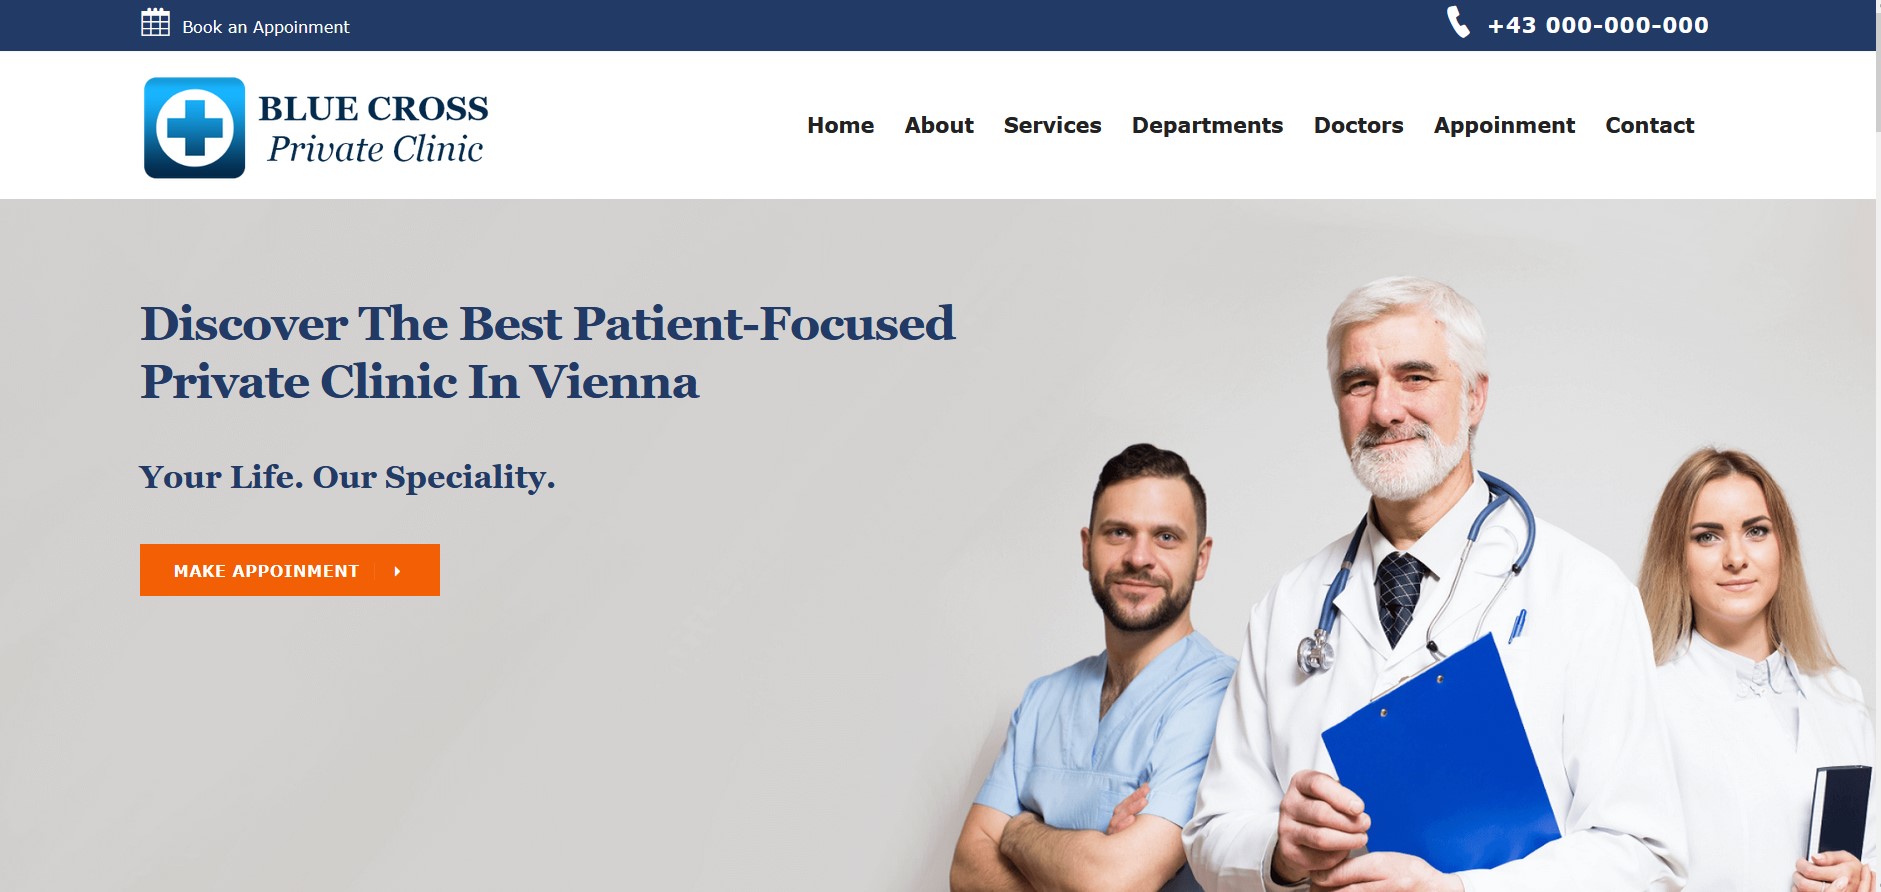 Book an Appoinment
+43 000-000-000
BLUE CROSS
Private Clinic
Home About Services Departments Doctors Appoinment Contact
Discover The Best Patient-Focused
Private Clinic In Vienna
Your Life. Our Speciality.
MAKE APPOINMENT